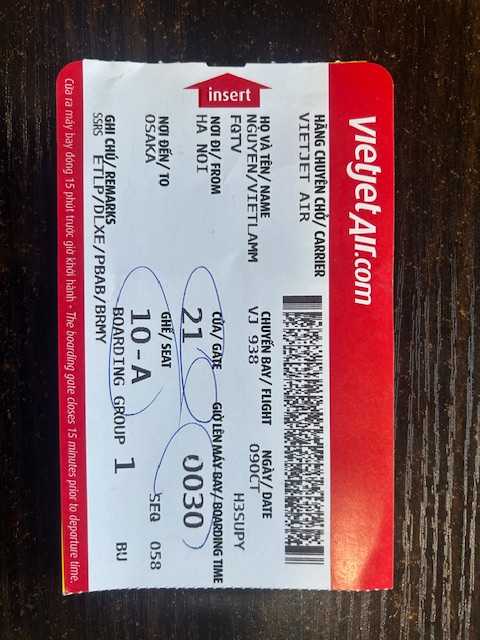 vietjet Air.com
HÃNG CHUYÊN CHỞ/ CARRIER
VIETJET AIR
HỌ VÀ TÊN/ NAME
NGUYEN/VIETLAMM
FQTV
CHUYẾN BAY/ FLIGHT
VJ 938
NGÀY/ DATE
09OCT
H3SUPY
insert
NƠI ĐI/ FROM
HA NOI
CỬA/ GATE
21
GIỜ LÊN MÁY BAY/ BOARDING TIME
0030
NƠI ĐẾN/ TO
OSAKA
GHẾ/ SEAT
10-A
SEQ 058
BOARDING GROUP 1
BU
GHI CHÚ/ REMARKS
SSRS ETLP/DLXE/PBAB/BRMY
Cửa ra máy bay đóng 15 phút trước giờ khởi hành - The boarding gate closes 15 minutes prior to departure time.